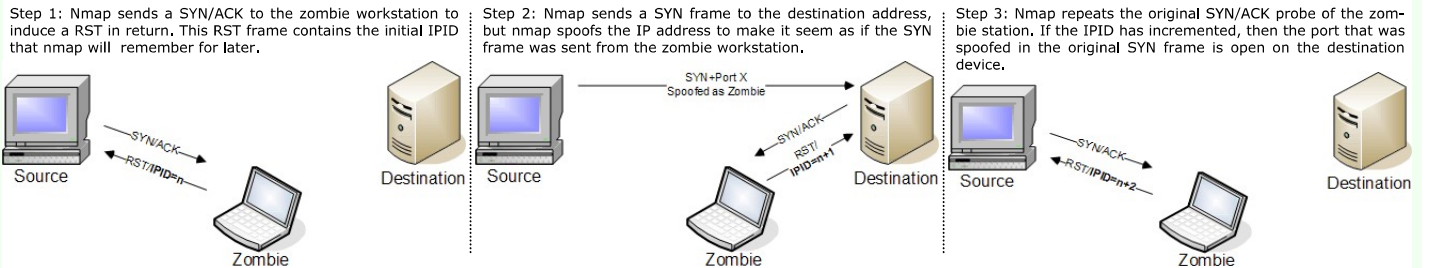 Step 1: Nmap sends a SYN/ACK to the zombie workstation to
induce a RST in return. This RST frame contains the initial IPID
that nmap will remember for later.
SYN/ACK
RST/IPID=n
Source
Destination
Zombie
Step 2: Nmap sends a SYN frame to the destination address,
but nmap spoofs the IP address to make it seem as if the SYN
frame was sent from the zombie workstation.
SYN+Port X
Spoofed as Zombie
SYN/ACK
RST/
IPID=n+1
Source
Destination
Zombie
Step 3: Nmap repeats the original SYN/ACK probe of the zom-
bie station. If the IPID has incremented, then the port that was
spoofed in the original SYN frame is open on the destination
device.
SYN/ACK
RST/IPID=n+2
Source
Destination
Zombie